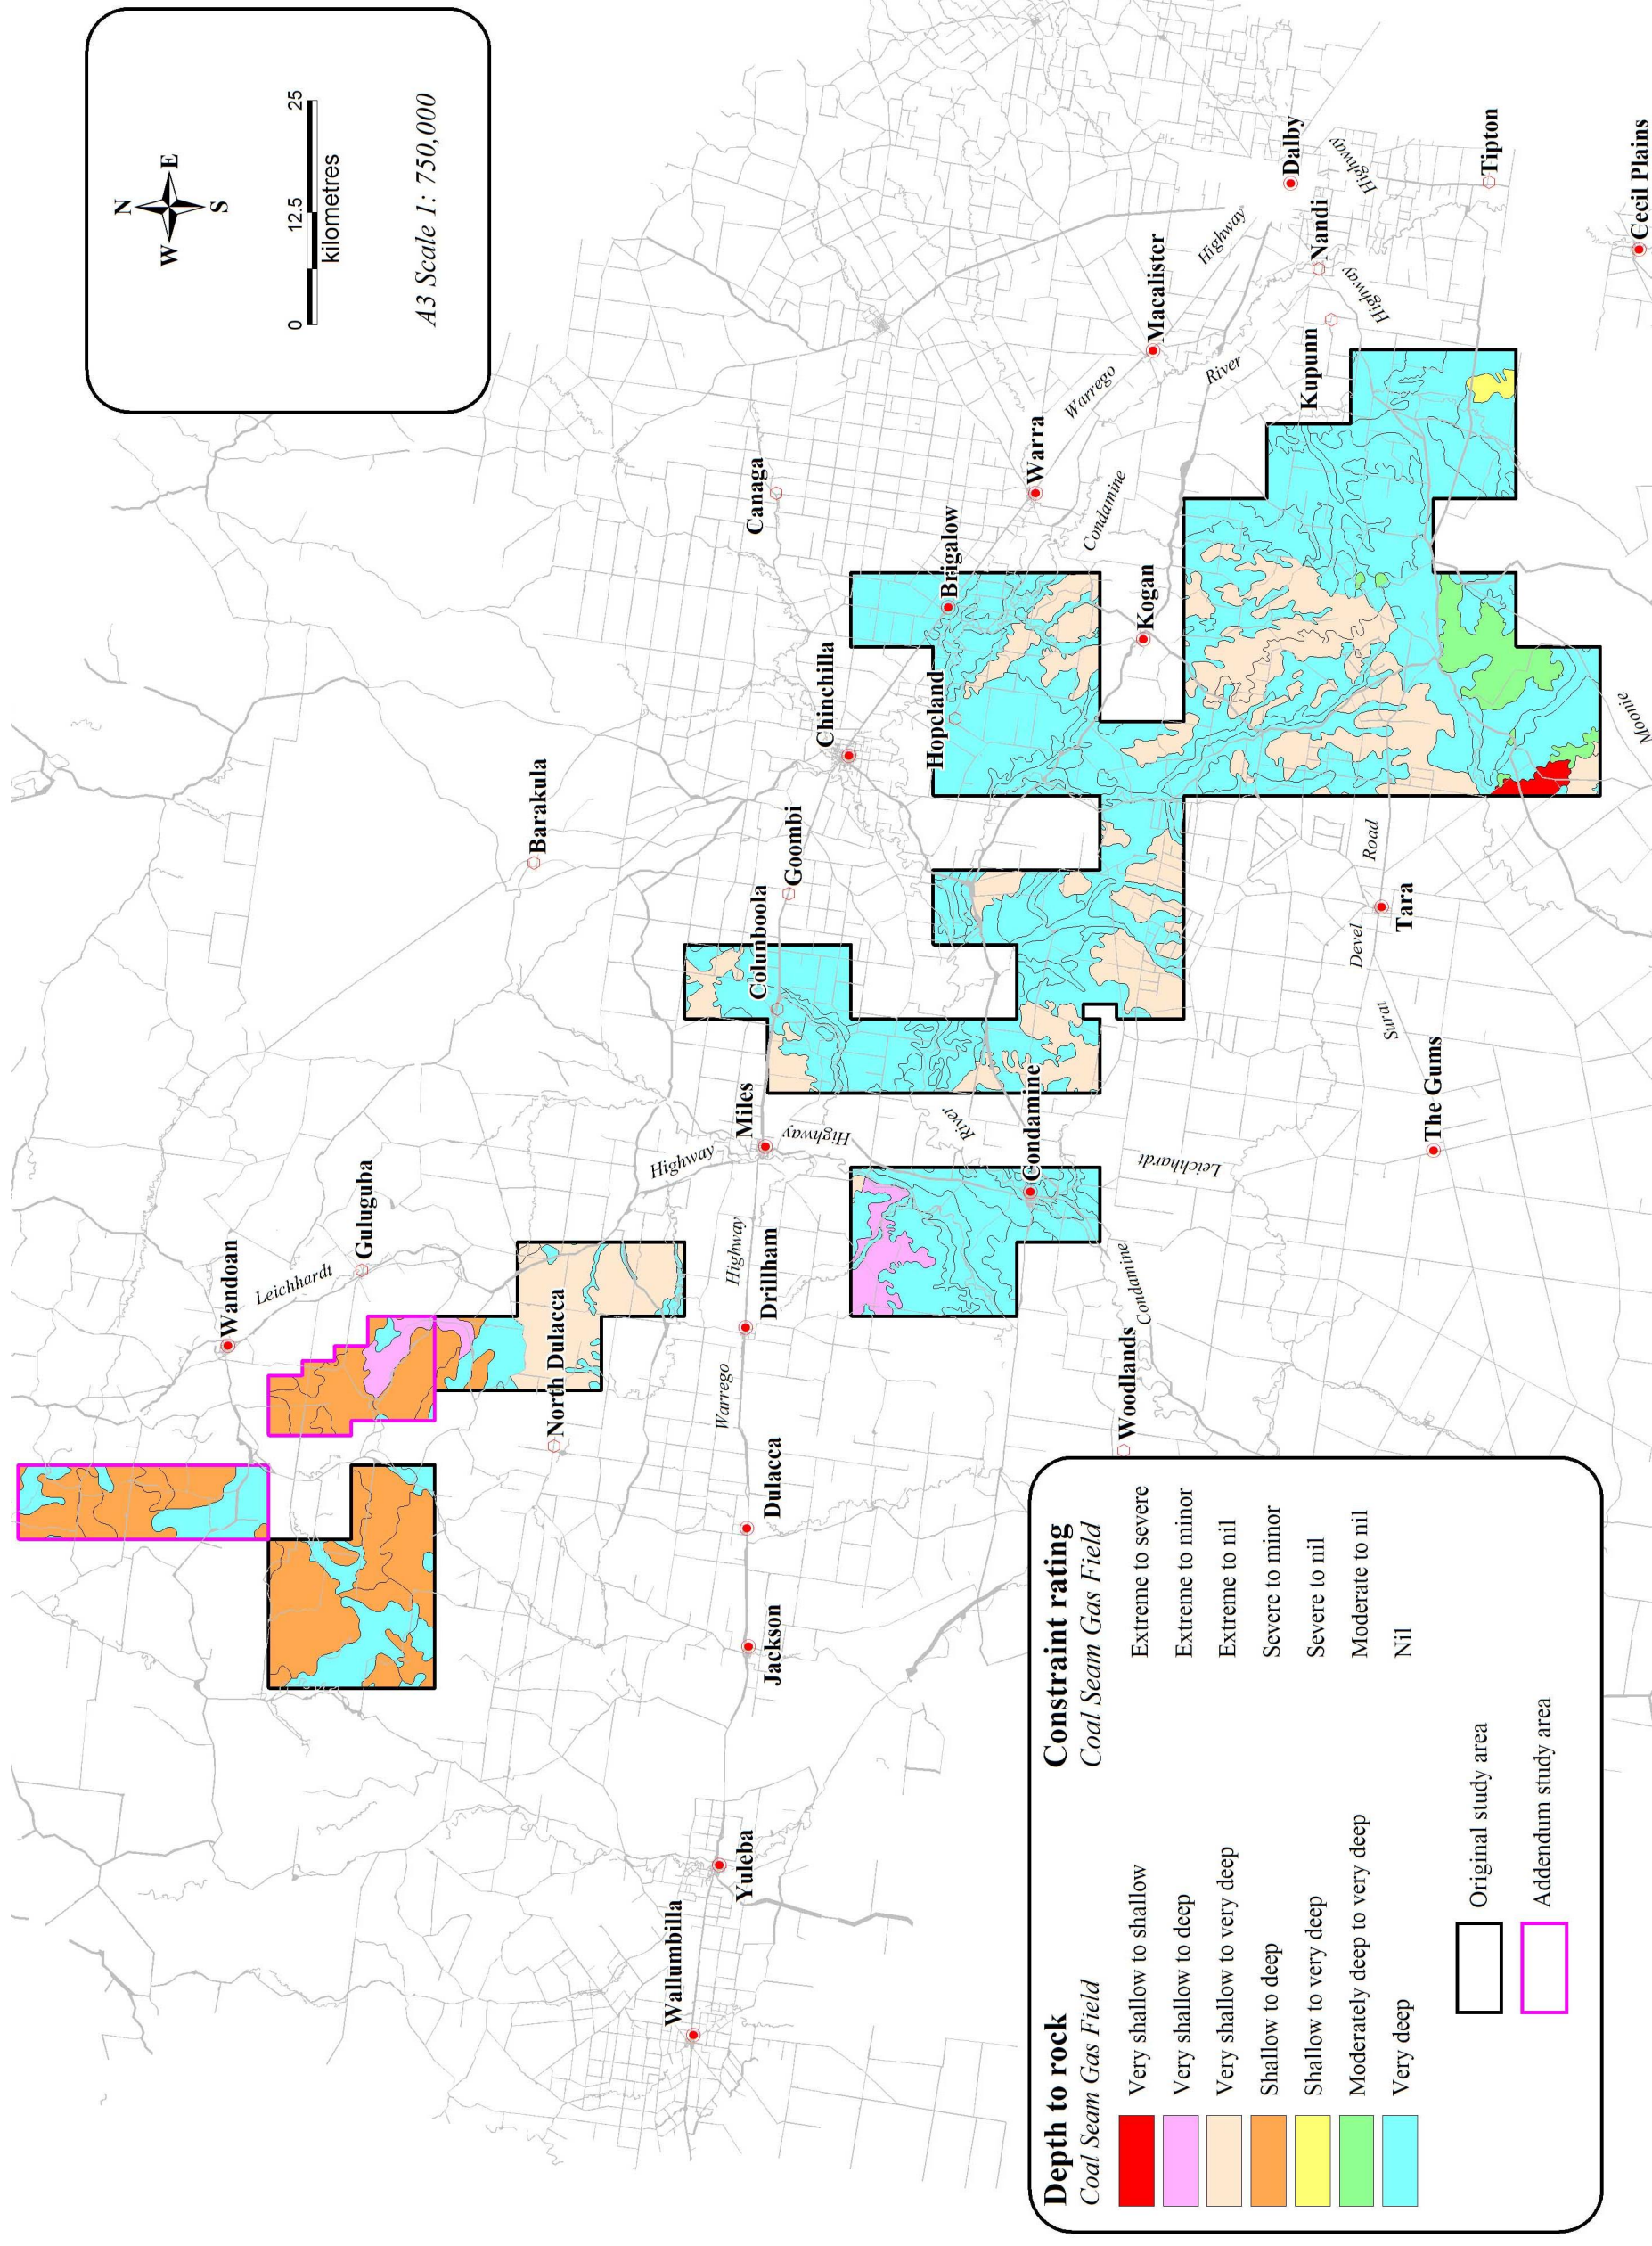 N
W E
S
0 12.5 25
kilometres
A3 Scale 1: 750,000
Wandoan
Leichhardt
Guluguba
Barakula
North Dulacca
Highway
Canaga
Wallumbilla
Yuleba
Jackson
Dulacca
Warrego
Drillham
Highway
Miles
Highway
Columboola
Goombi
Chinchilla
Hopeland
Brigalow
Warra
Warrego
Macalister
Highway
Dalby
Highway
River
Condamine
Condamine
River
Kogan
Nandi
Highway
Kupunn
Tipton
Cecil Plains
Woodlands
Condamine
Leichhardt
The Gums
Surat
Devel
Road
Tara
Moonie
Depth to rock
Coal Seam Gas Field
Constraint rating
Coal Seam Gas Field
Very shallow to shallow Extreme to severe
Very shallow to deep Extreme to minor
Very shallow to very deep Extreme to nil
Shallow to deep Severe to minor
Shallow to very deep Severe to nil
Moderately deep to very deep Moderate to nil
Very deep Nil
Original study area
Addendum study area